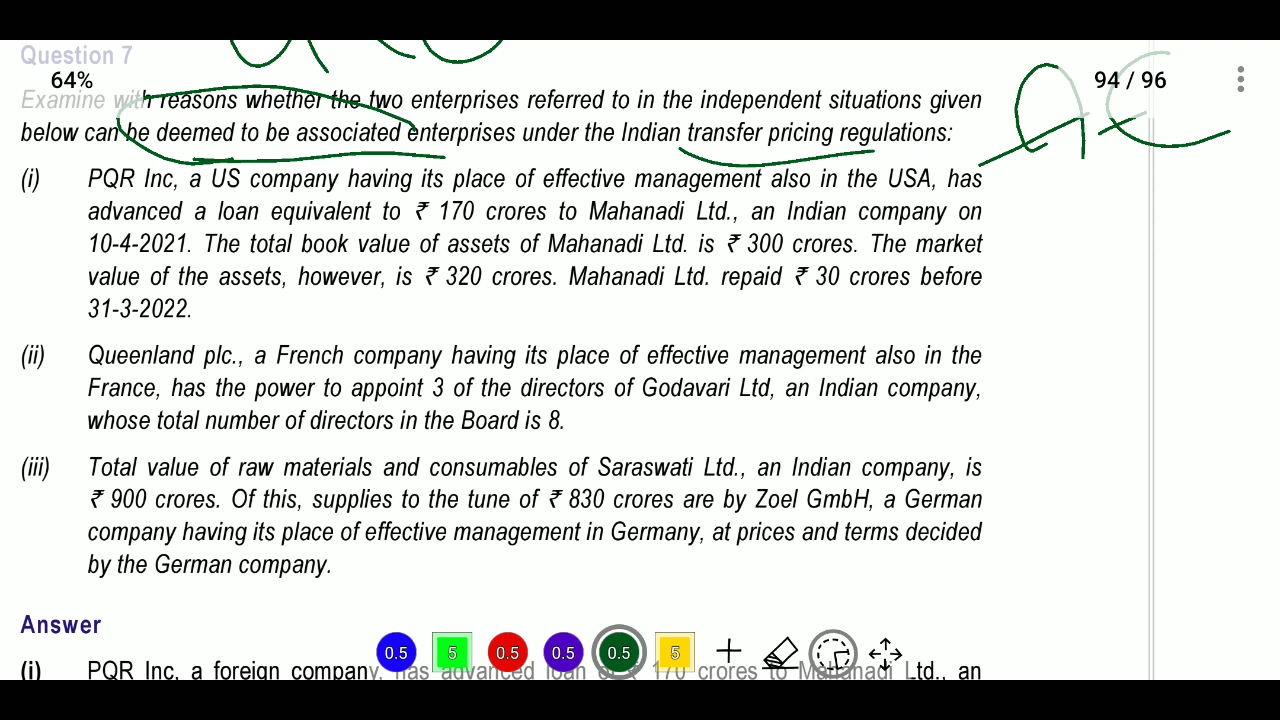 Question 7
64%
94 / 96
Examine with reasons whether the two enterprises referred to in the independent situations given
below can be deemed to be associated enterprises under the Indian transfer pricing regulations:
AE
(i) PQR Inc, a US company having its place of effective management also in the USA, has
advanced a loan equivalent to ₹ 170 crores to Mahanadi Ltd., an Indian company on
10-4-2021. The total book value of assets of Mahanadi Ltd. is ₹ 300 crores. The market
value of the assets, however, is ₹ 320 crores. Mahanadi Ltd. repaid ₹ 30 crores before
31-3-2022.
(ii) Queenland plc., a French company having its place of effective management also in the
France, has the power to appoint 3 of the directors of Godavari Ltd, an Indian company,
whose total number of directors in the Board is 8.
(iii) Total value of raw materials and consumables of Saraswati Ltd., an Indian company, is
₹ 900 crores. Of this, supplies to the tune of ₹ 830 crores are by Zoel GmbH, a German
company having its place of effective management in Germany, at prices and terms decided
by the German company.
Answer
0.5 5 0.5 0.5 0.5 5
(i) PQR Inc, a foreign company, has advanced loan of ₹ 170 crores to Mahanadi Ltd., an